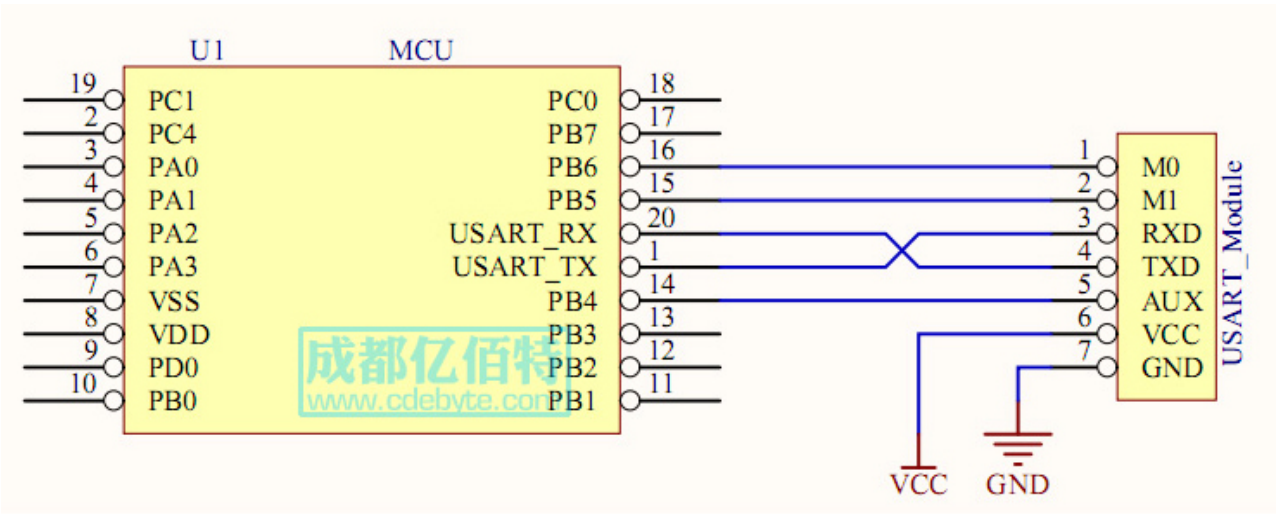 U1 MCU
19 PC1 PC0 18
2 PC4 PB7 17
3 PA0 PB6 16 1 M0
4 PA1 PB5 15 2 M1
5 PA2 USART_RX 20 3 RXD
6 PA3 USART_TX 1 4 TXD
7 VSS PB4 14 5 AUX
8 VDD PB3 13 6 VCC
9 PD0 PB2 12 7 GND
10 PB0 PB1 11
USART_Module
成都亿佰特
www.cdebyte.com
VCC GND